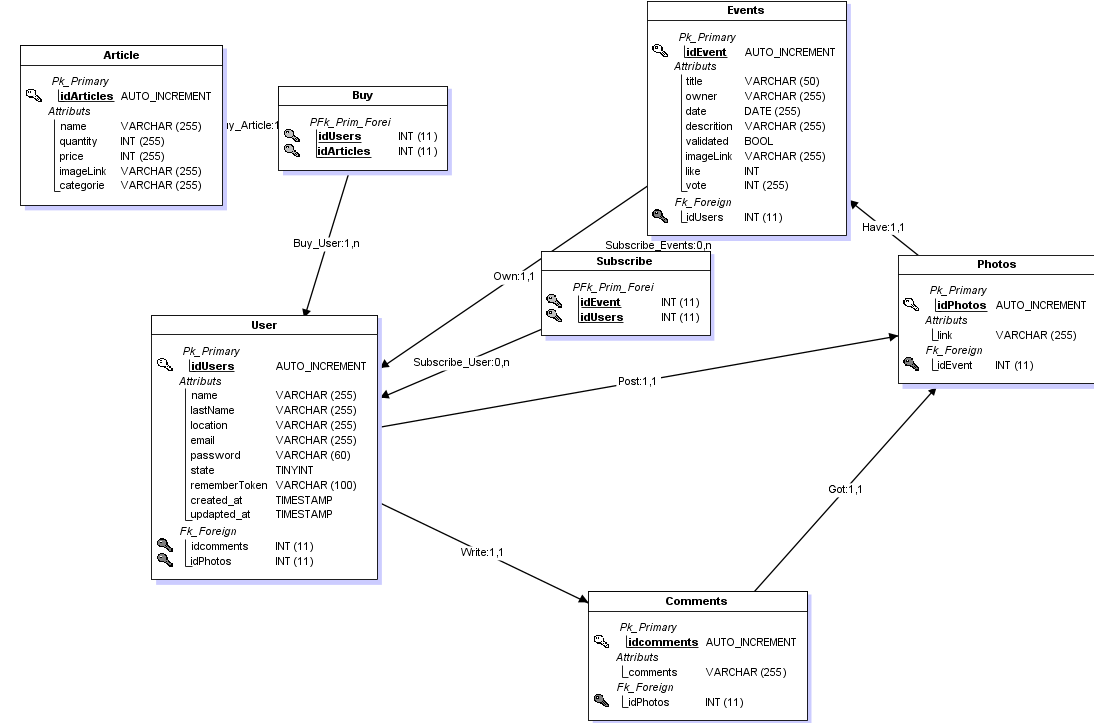 Events
Pk_Primary
idEvent AUTO_INCREMENT
Attributs
title VARCHAR (50)
owner VARCHAR (255)
date DATE (255)
descrition VARCHAR (255)
validated BOOL
imageLink VARCHAR (255)
like INT
vote INT (255)
Fk_Foreign
idUsers INT (11)
Article
Pk_Primary
idArticles AUTO_INCREMENT
Attributs
name VARCHAR (255)
quantity INT (255)
price INT (255)
imageLink VARCHAR (255)
categorie VARCHAR (255)
uy_Article:1
Buy
PFk_Prim_Forei
idUsers INT (11)
idArticles INT (11)
Buy_User:1,n
Own:1,1
Subscribe_Events:0,n
Have:1,1
Subscribe
PFk_Prim_Forei
idEvent INT (11)
idUsers INT (11)
Subscribe_User:0,n
Photos
Pk_Primary
idPhotos AUTO_INCREMENT
Attributs
link VARCHAR (255)
Fk_Foreign
idEvent INT (11)
User
Pk_Primary
idUsers AUTO_INCREMENT
Attributs
name VARCHAR (255)
lastName VARCHAR (255)
location VARCHAR (255)
email VARCHAR (255)
password VARCHAR (60)
state TINYINT
rememberToken VARCHAR (100)
created_at TIMESTAMP
updapted_at TIMESTAMP
Fk_Foreign
idcomments INT (11)
idPhotos INT (11)
Post:1,1
Got:1,1
Write:1,1
Comments
Pk_Primary
idcomments AUTO_INCREMENT
Attributs
comments VARCHAR (255)
Fk_Foreign
idPhotos INT (11)